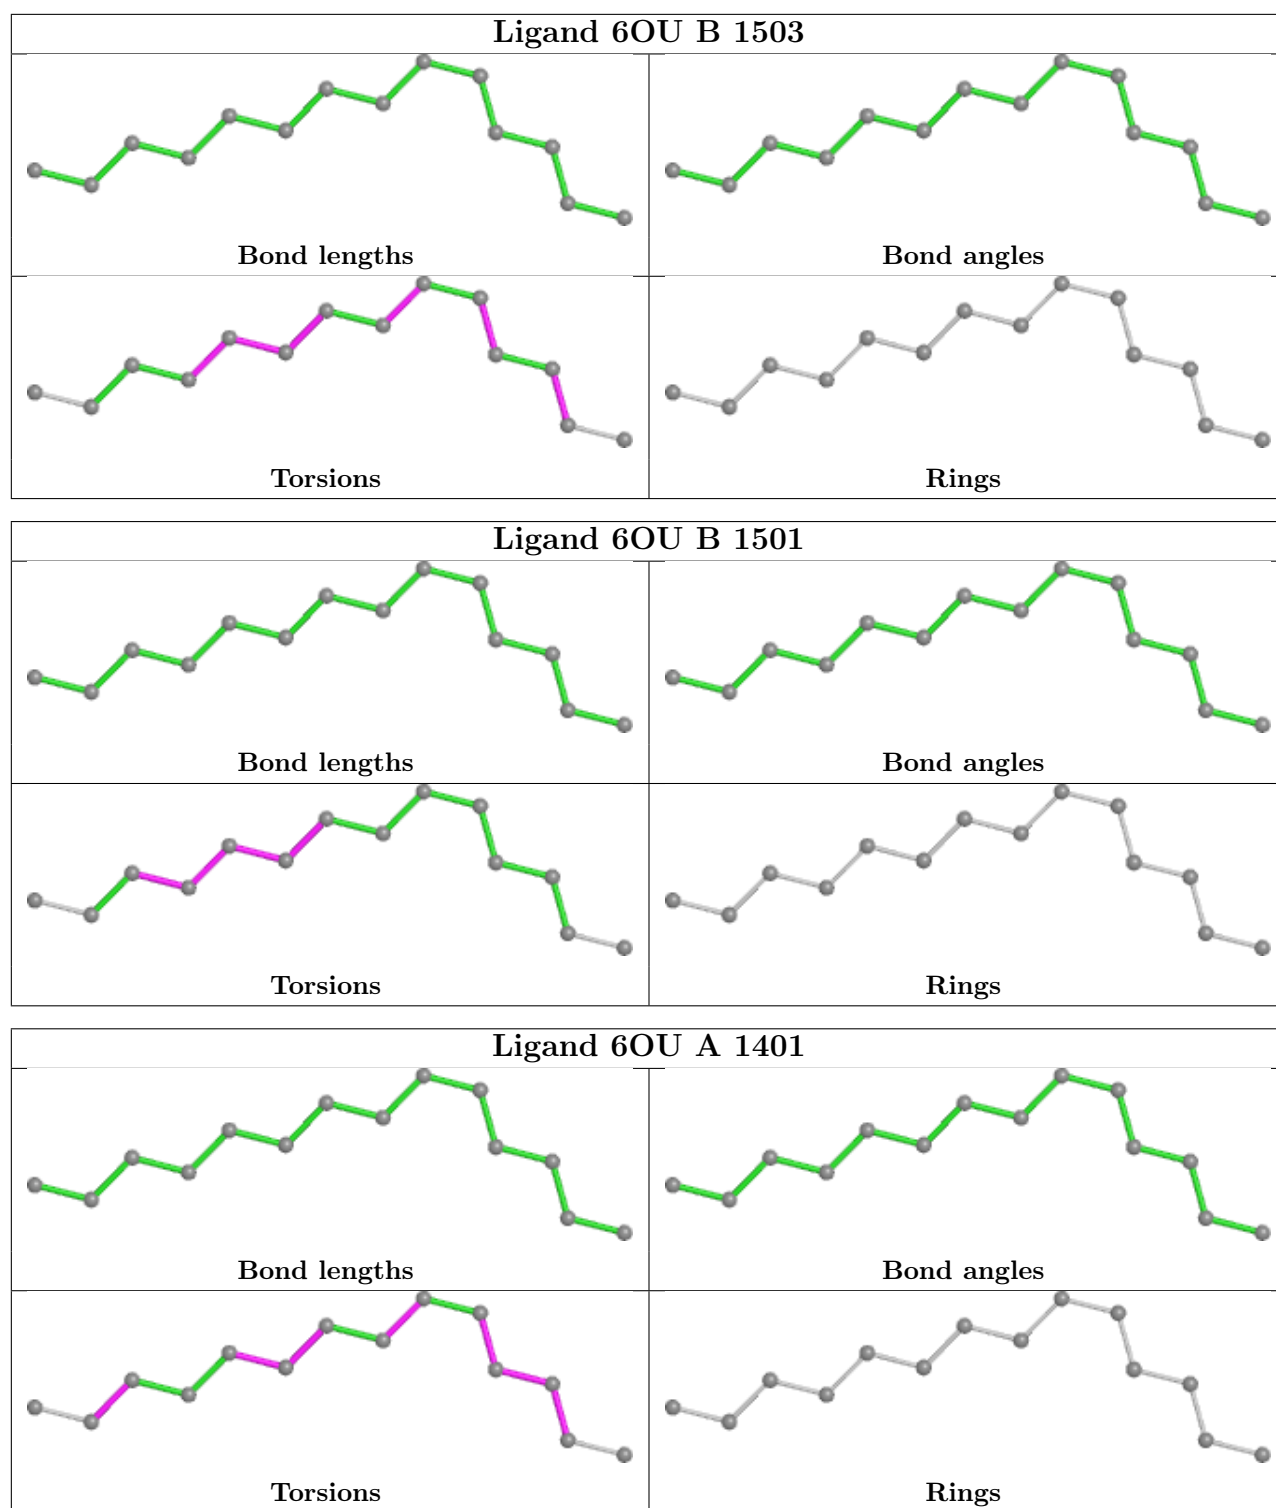 Ligand 6OU B 1503
Bond lengths
Bond angles
Torsions
Rings
Ligand 6OU B 1501
Bond lengths
Bond angles
Torsions
Rings
Ligand 6OU A 1401
Bond lengths
Bond angles
Torsions
Rings